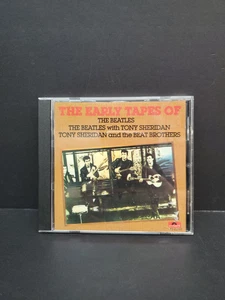 THE EARLY TAPES OF
THE BEATLES
THE BEATLES with TONY SHERIDAN
TONY SHERIDAN and the BEAT BROTHERS